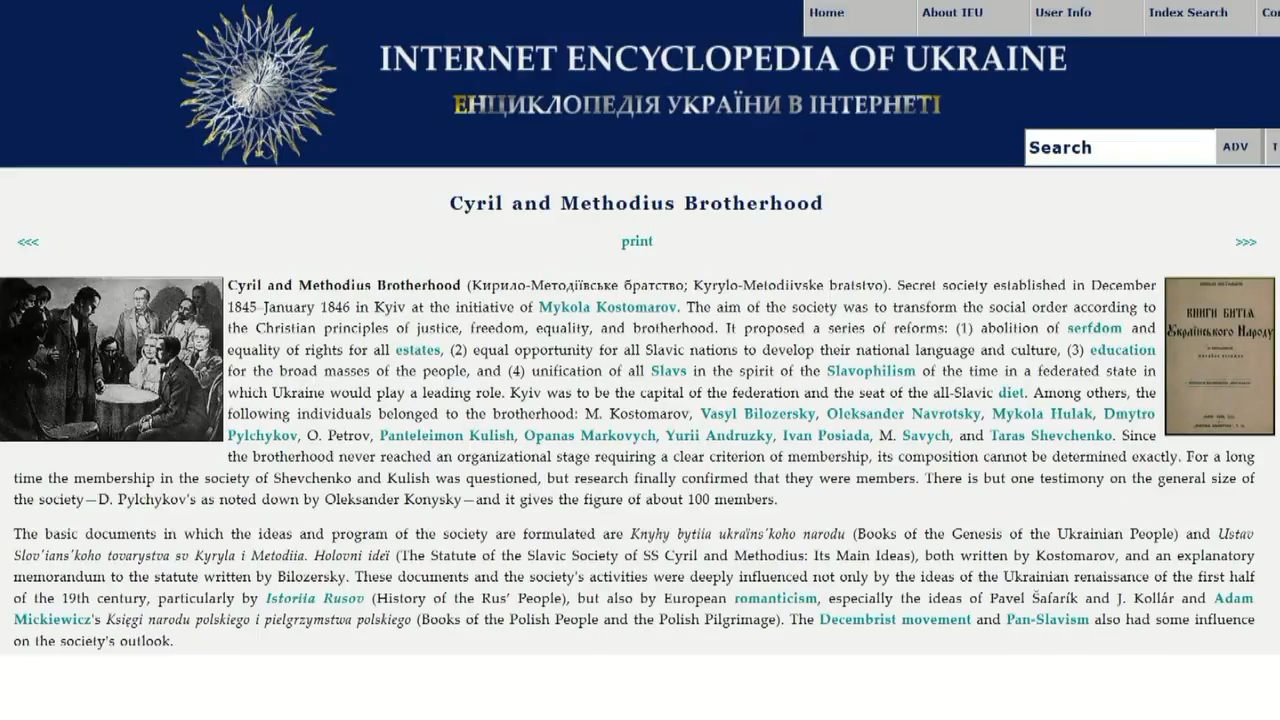 Home About IEU User Info Index Search
INTERNET ENCYCLOPEDIA OF UKRAINE
ЕНЦИКЛОПЕДІЯ УКРАЇНИ В ІНТЕРНЕТІ
Search ADV
Cyril and Methodius Brotherhood
<<< print >>>
Cyril and Methodius Brotherhood (Кирило-Методіївське братство; Kyrylo-Metodiivske bratstvo). Secret society established in December
1845–January 1846 in Kyiv at the initiative of Mykola Kostomarov. The aim of the society was to transform the social order according to
the Christian principles of justice, freedom, equality, and brotherhood. It proposed a series of reforms: (1) abolition of serfdom and
equality of rights for all estates, (2) equal opportunity for all Slavic nations to develop their national language and culture, (3) education
for the broad masses of the people, and (4) unification of all Slavs in the spirit of the Slavophilism of the time in a federated state in
which Ukraine would play a leading role. Kyiv was to be the capital of the federation and the seat of the all-Slavic diet. Among others, the
following individuals belonged to the brotherhood: M. Kostomarov, Vasyl Bilozersky, Oleksander Navrotsky, Mykola Hulak, Dmytro
Pylchykov, O. Petrov, Panteleimon Kulish, Opanas Markovych, Yurii Andruzky, Ivan Posiada, M. Savych, and Taras Shevchenko. Since
the brotherhood never reached an organizational stage requiring a clear criterion of membership, its composition cannot be determined exactly. For a long
time the membership in the society of Shevchenko and Kulish was questioned, but research finally confirmed that they were members. There is but one testimony on the general size of
the society—D. Pylchykov's as noted down by Oleksander Konysky—and it gives the figure of about 100 members.
КНИГИ БИТІЯ
Українського Народу
The basic documents in which the ideas and program of the society are formulated are Knyhy bytiia ukraïns'koho narodu (Books of the Genesis of the Ukrainian People) and Ustav
Slov'ians'koho tovarystva sv Kyryla i Metodiia. Holovni ideï (The Statute of the Slavic Society of SS Cyril and Methodius: Its Main Ideas), both written by Kostomarov, and an explanatory
memorandum to the statute written by Bilozersky. These documents and the society's activities were deeply influenced not only by the ideas of the Ukrainian renaissance of the first half
of the 19th century, particularly by Istoriia Rusov (History of the Rus' People), but also by European romanticism, especially the ideas of Pavel Šafarík and J. Kollár and Adam
Mickiewicz's Księgi narodu polskiego i pielgrzymstwa polskiego (Books of the Polish People and the Polish Pilgrimage). The Decembrist movement and Pan-Slavism also had some influence
on the society's outlook.